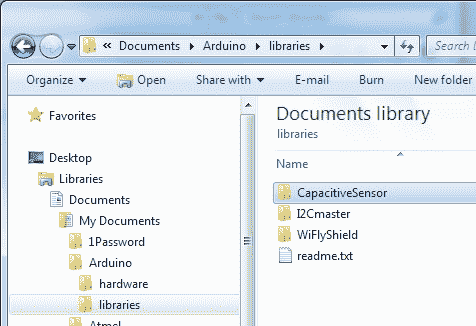 « Documents ▸ Arduino ▸ libraries ▸
Search
Organize ▾ Open Share with ▾ E-mail Burn New folder
Favorites
Desktop
Libraries
Documents
My Documents
1Password
Arduino
hardware
libraries
Atmel
Documents library
libraries
Name
CapacitiveSensor
I2Cmaster
WiFlyShield
readme.txt